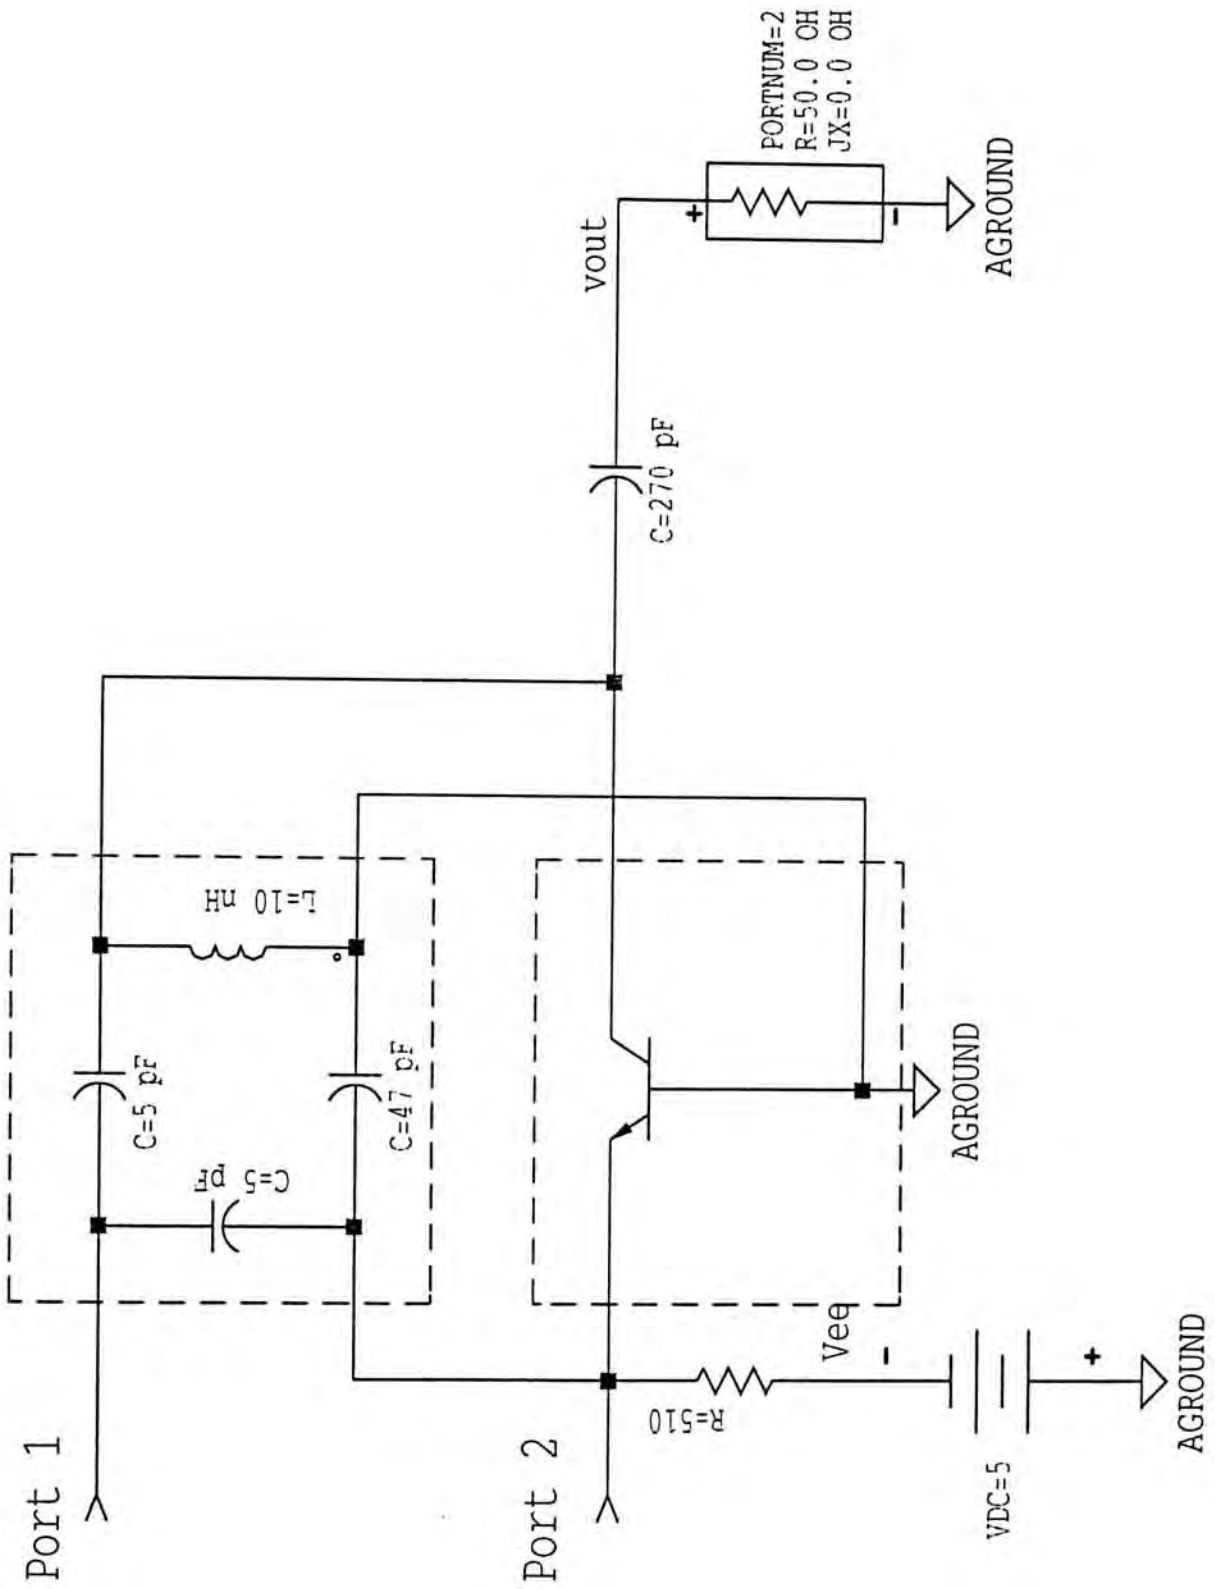 Port 1
C=5 pF
C=5 pF
L=10 nH
C=47 pF
Port 2
R=510
Vee
VDC=5
AGROUND
AGROUND
C=270 pF
vout
PORTNUM=2
R=50.0 OH
JX=0.0 OH
AGROUND
+
-
-
+